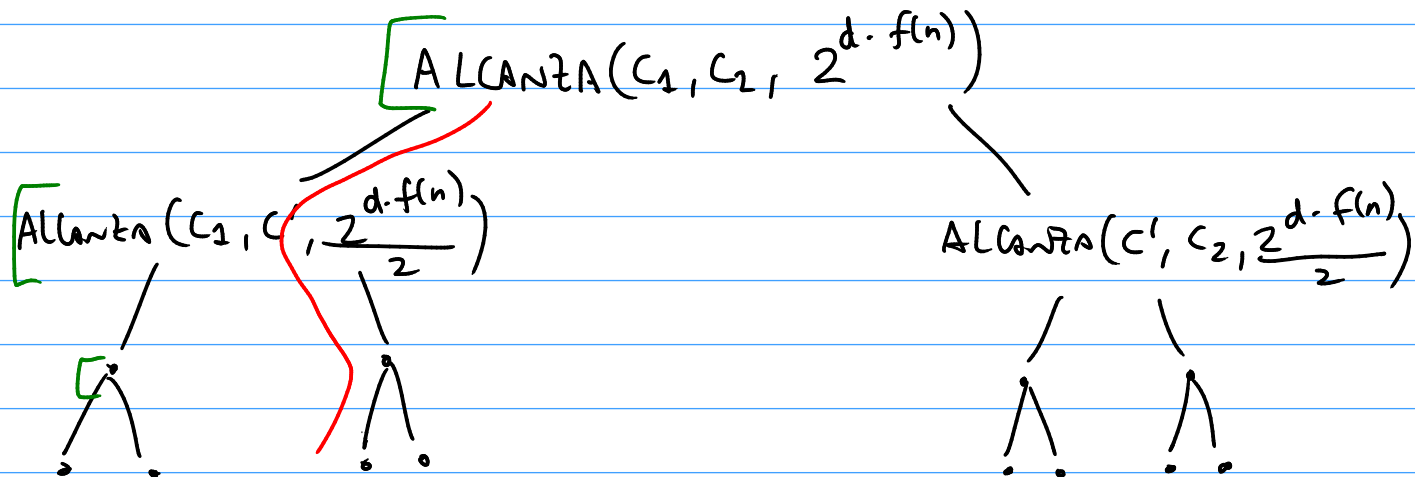 ALCANZA(C₁, C₂, 2^{d·f(n)})
ALCANZA(C₁, C', 2^{d·f(n)}/2)
ALCANZA(C', C₂, 2^{d·f(n)}/2)